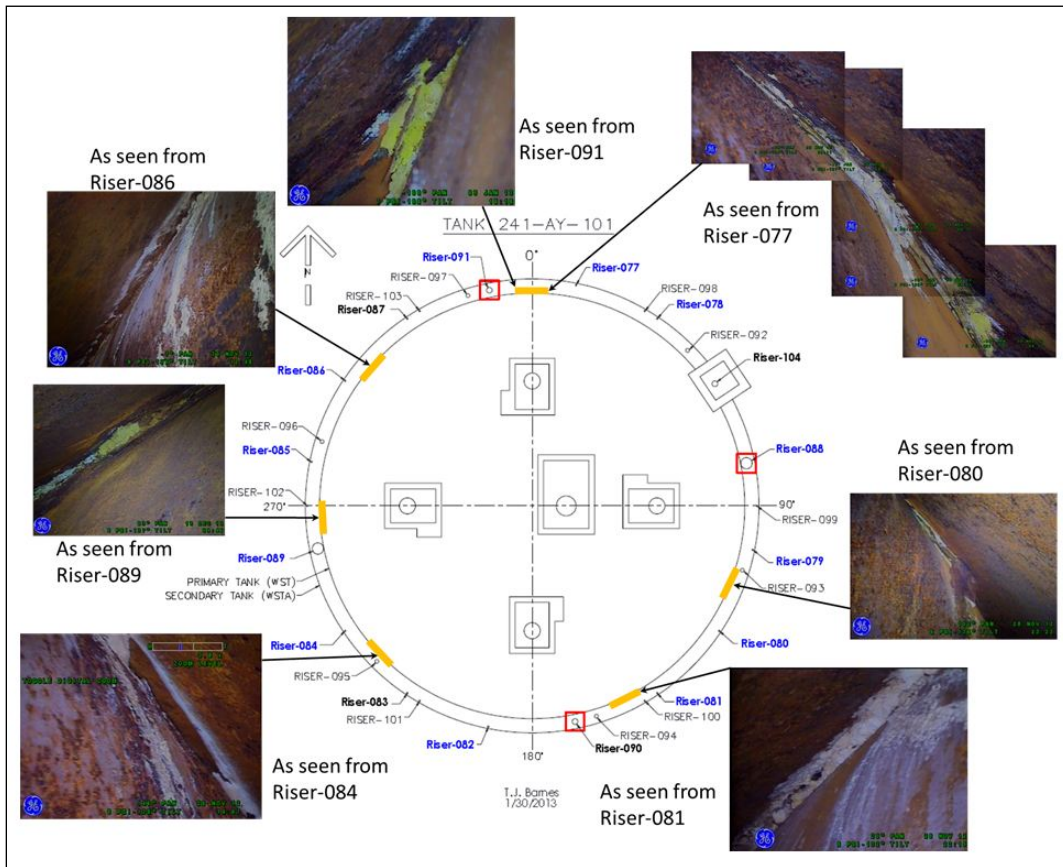 As seen from
Riser-086
As seen from
Riser-091
As seen from
Riser -077
TANK 241-AY-101
0°
N
Riser-091
Riser-077
RISER-097
RISER-098
RISER-103
Riser-087
Riser-078
RISER-092
Riser-104
Riser-086
RISER-096
Riser-085
Riser-088
As seen from
Riser-080
RISER-102
270°
90°
RISER-099
As seen from
Riser-089
Riser-089
Riser-079
RISER-093
PRIMARY TANK (WST)
SECONDARY TANK (WSTA)
Riser-084
Riser-080
RISER-095
Riser-083
RISER-101
Riser-081
RISER-100
RISER-094
Riser-082
Riser-090
180°
As seen from
Riser-084
T.J. Barnes
1/30/2013
As seen from
Riser-081
TOGGLE DIGITAL ZOOM
ZOOM LEVEL